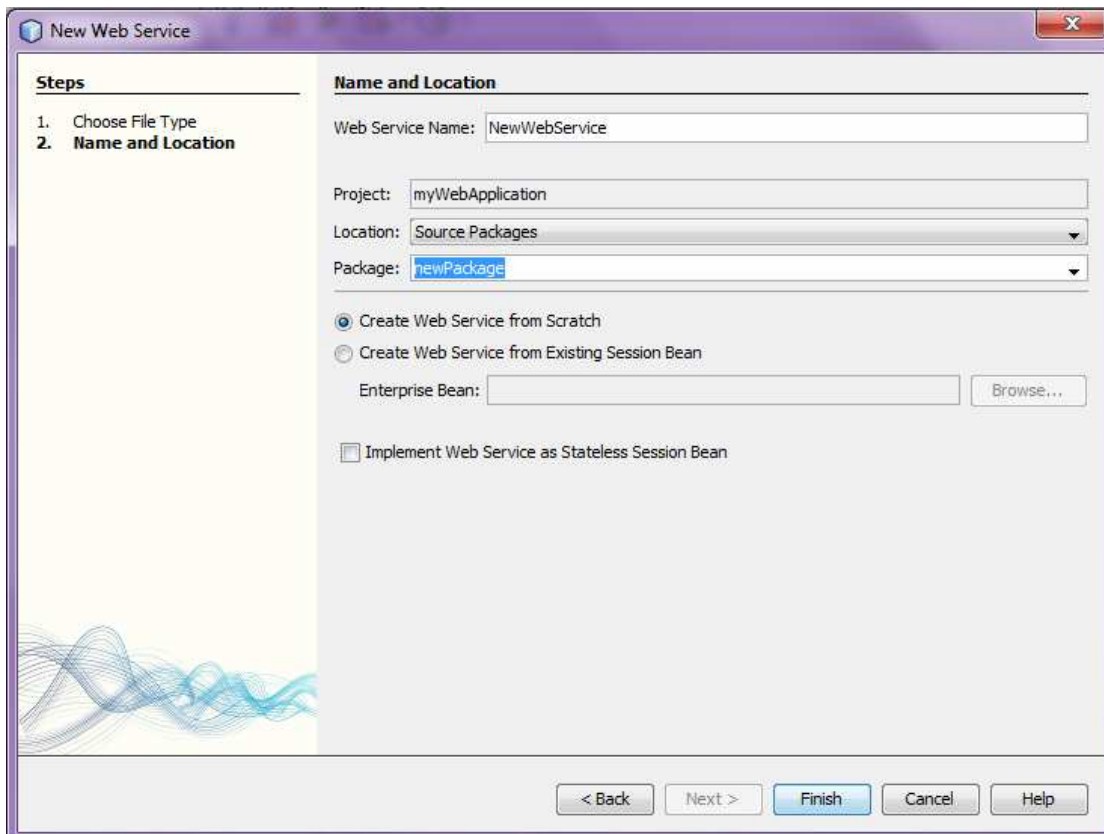 New Web Service
X
Steps
1. Choose File Type
2. Name and Location
Name and Location
Web Service Name: NewWebService
Project: myWebApplication
Location: Source Packages
Package: newPackage
Create Web Service from Scratch
Create Web Service from Existing Session Bean
Enterprise Bean: Browse...
Implement Web Service as Stateless Session Bean
< Back Next > Finish Cancel Help